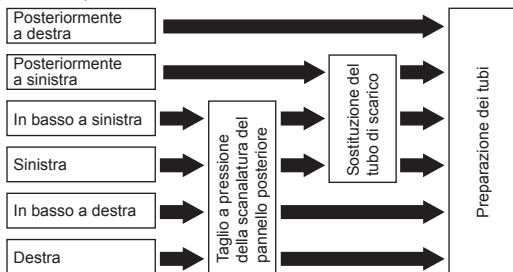 Posteriormente
a destra
Posteriormente
a sinistra
In basso a sinistra
Sinistra
In basso a destra
Destra
Taglio a pressione
della scanalatura del
pannello posteriore
Sostituzione del
tubo di scarico
Preparazione dei tubi